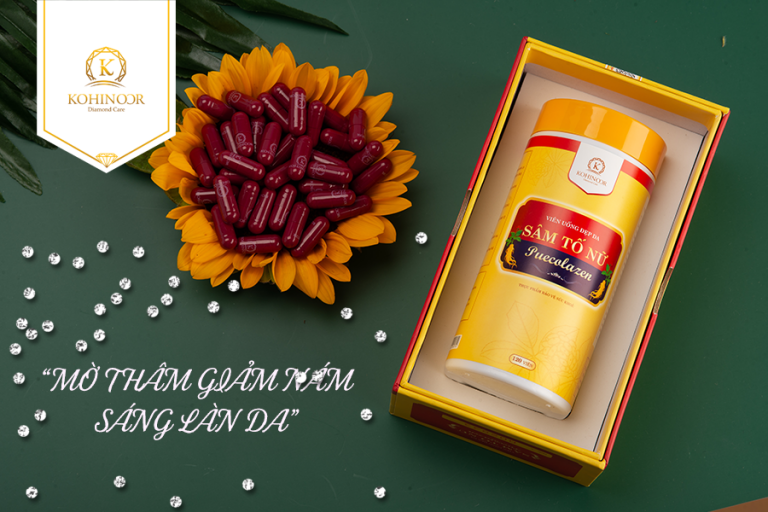 K
KOHINOOR
Diamond Care
K
KOHINOOR
VIÊN UỐNG ĐẸP DA
SÂM TỐ NỮ
Puecolazen
"MỜ THÂM GIẢM NÁM
SÁNG LÀN DA"